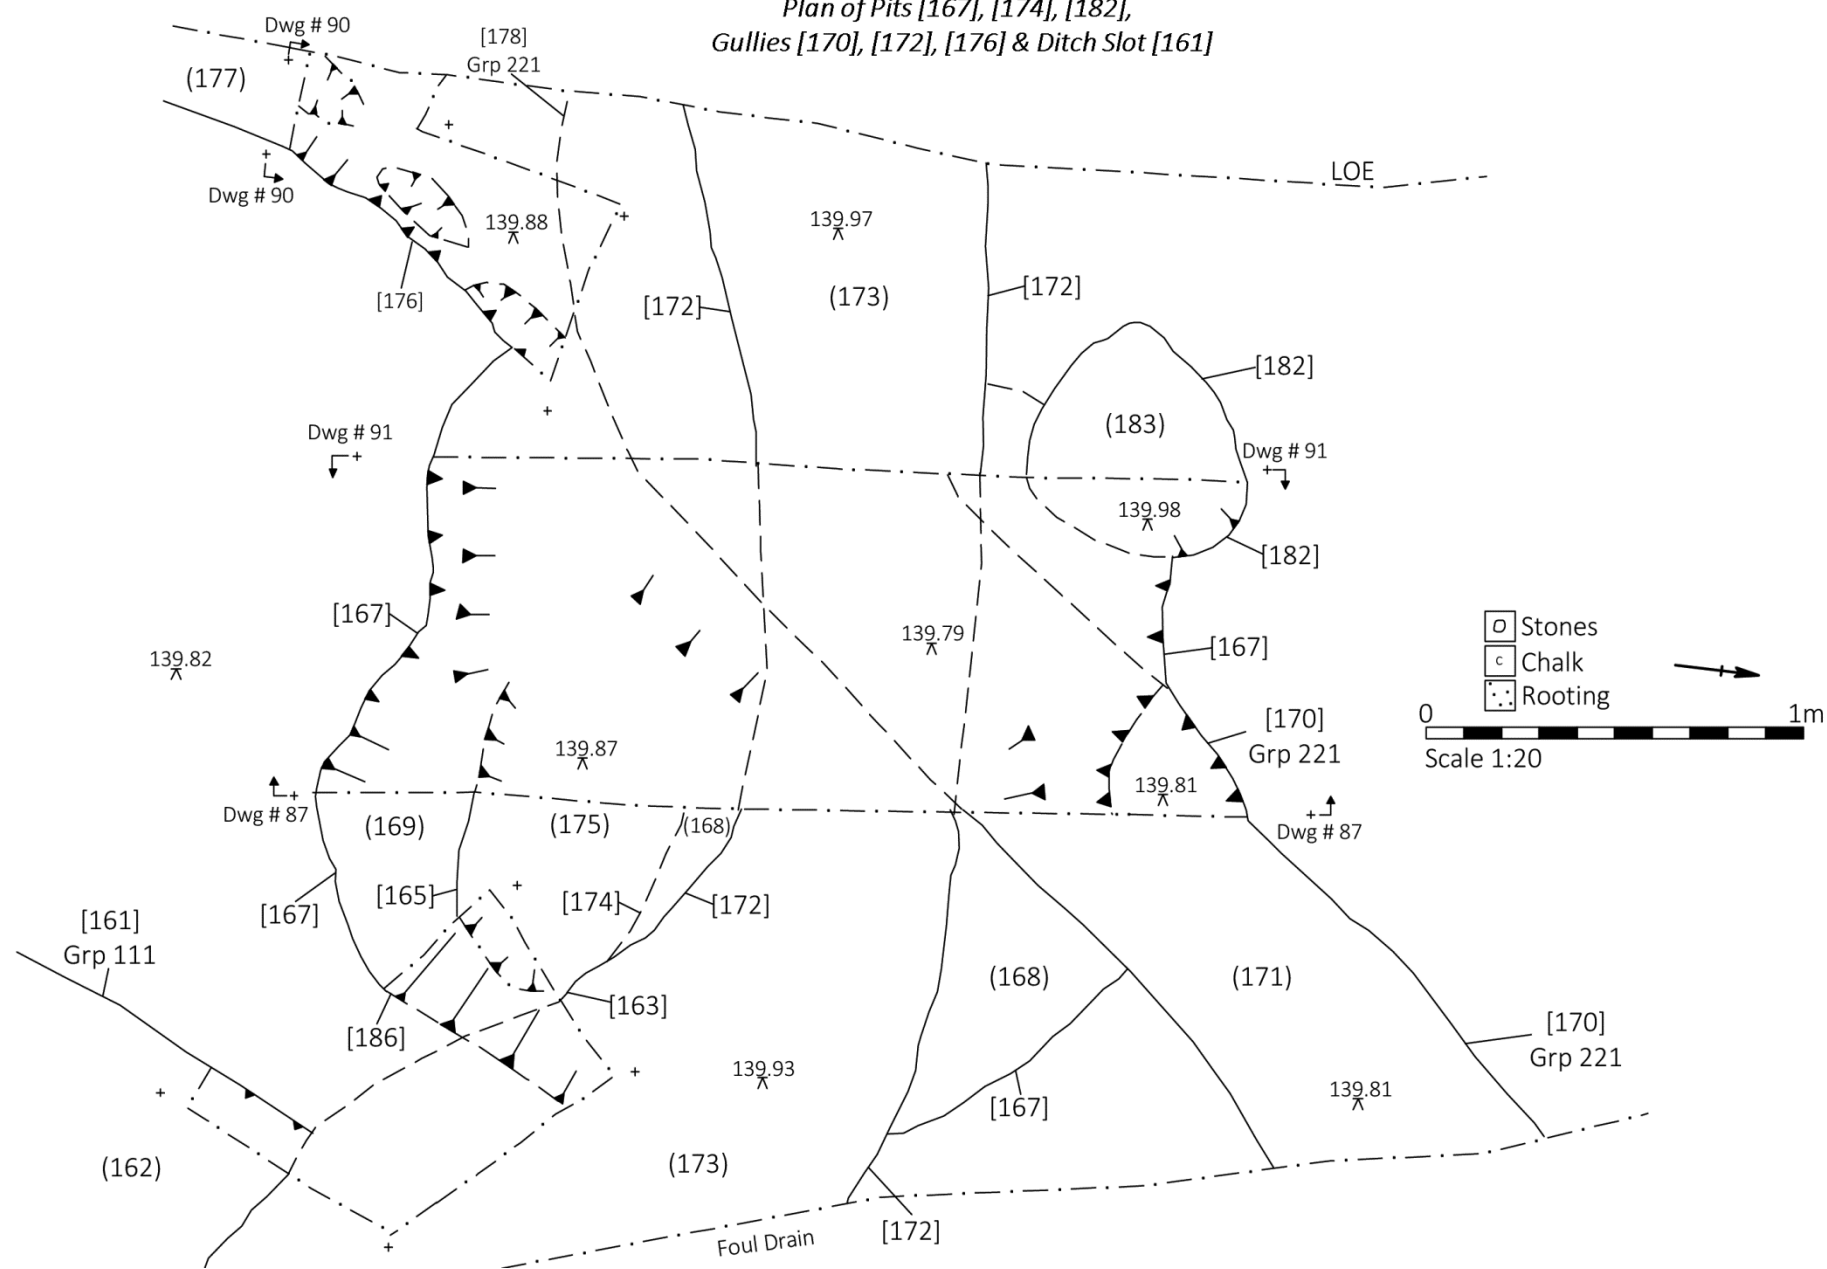 Plan of Pits [167], [174], [182],
Gullies [170], [172], [176] & Ditch Slot [161]
Dwg # 90
[178]
Grp 221
(177)
LOE
Dwg # 90
139.88
139.97
[176]
[172]
(173)
[172]
[182]
(183)
Dwg # 91
Dwg # 91
139.98
[182]
[167]
139.79
[167]
139.82
Stones
c Chalk
Rooting
0 1m
Scale 1:20
[170]
Grp 221
139.87
139.81
Dwg # 87
(169)
(175)
(168)
Dwg # 87
[165]
[174]
[172]
[167]
[161]
Grp 111
(168)
(171)
[163]
[186]
[170]
Grp 221
139.93
139.81
[167]
(162)
(173)
[172]
Foul Drain